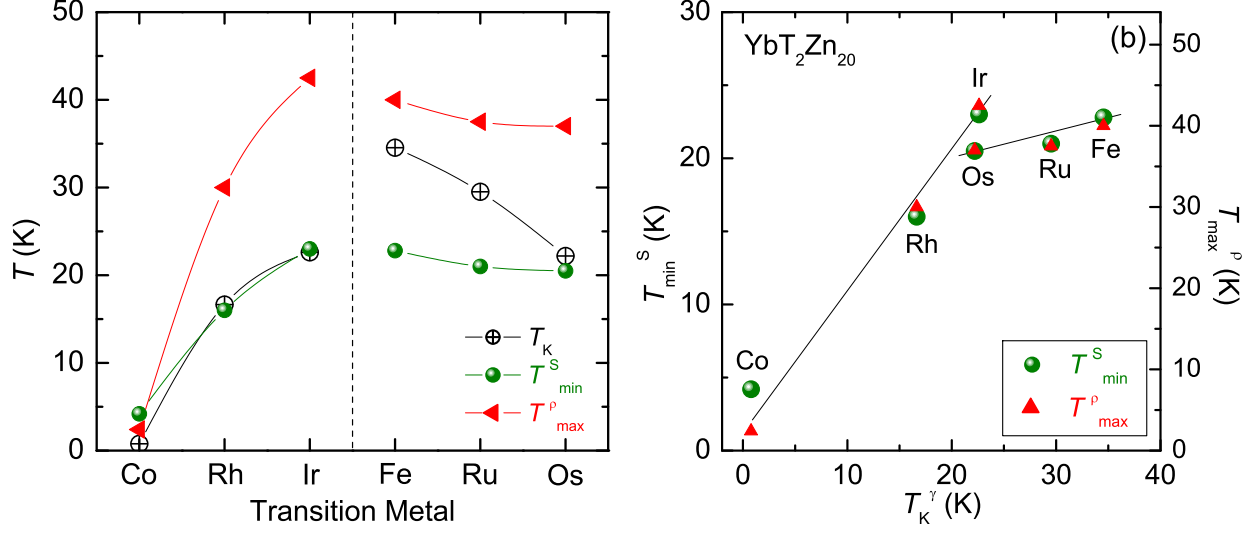 50
40
30
20
10
0
T (K)
Co Rh Ir Fe Ru Os
Transition Metal
T_K
T^S_min
T^ρ_max
30
20
10
0
T_min^S (K)
YbT₂Zn₂₀
(b)
Ir
Os
Ru
Fe
Rh
Co
T^S_min
T^ρ_max
50
40
30
20
10
0
T_max^ρ (K)
0 10 20 30 40
T_K^γ (K)